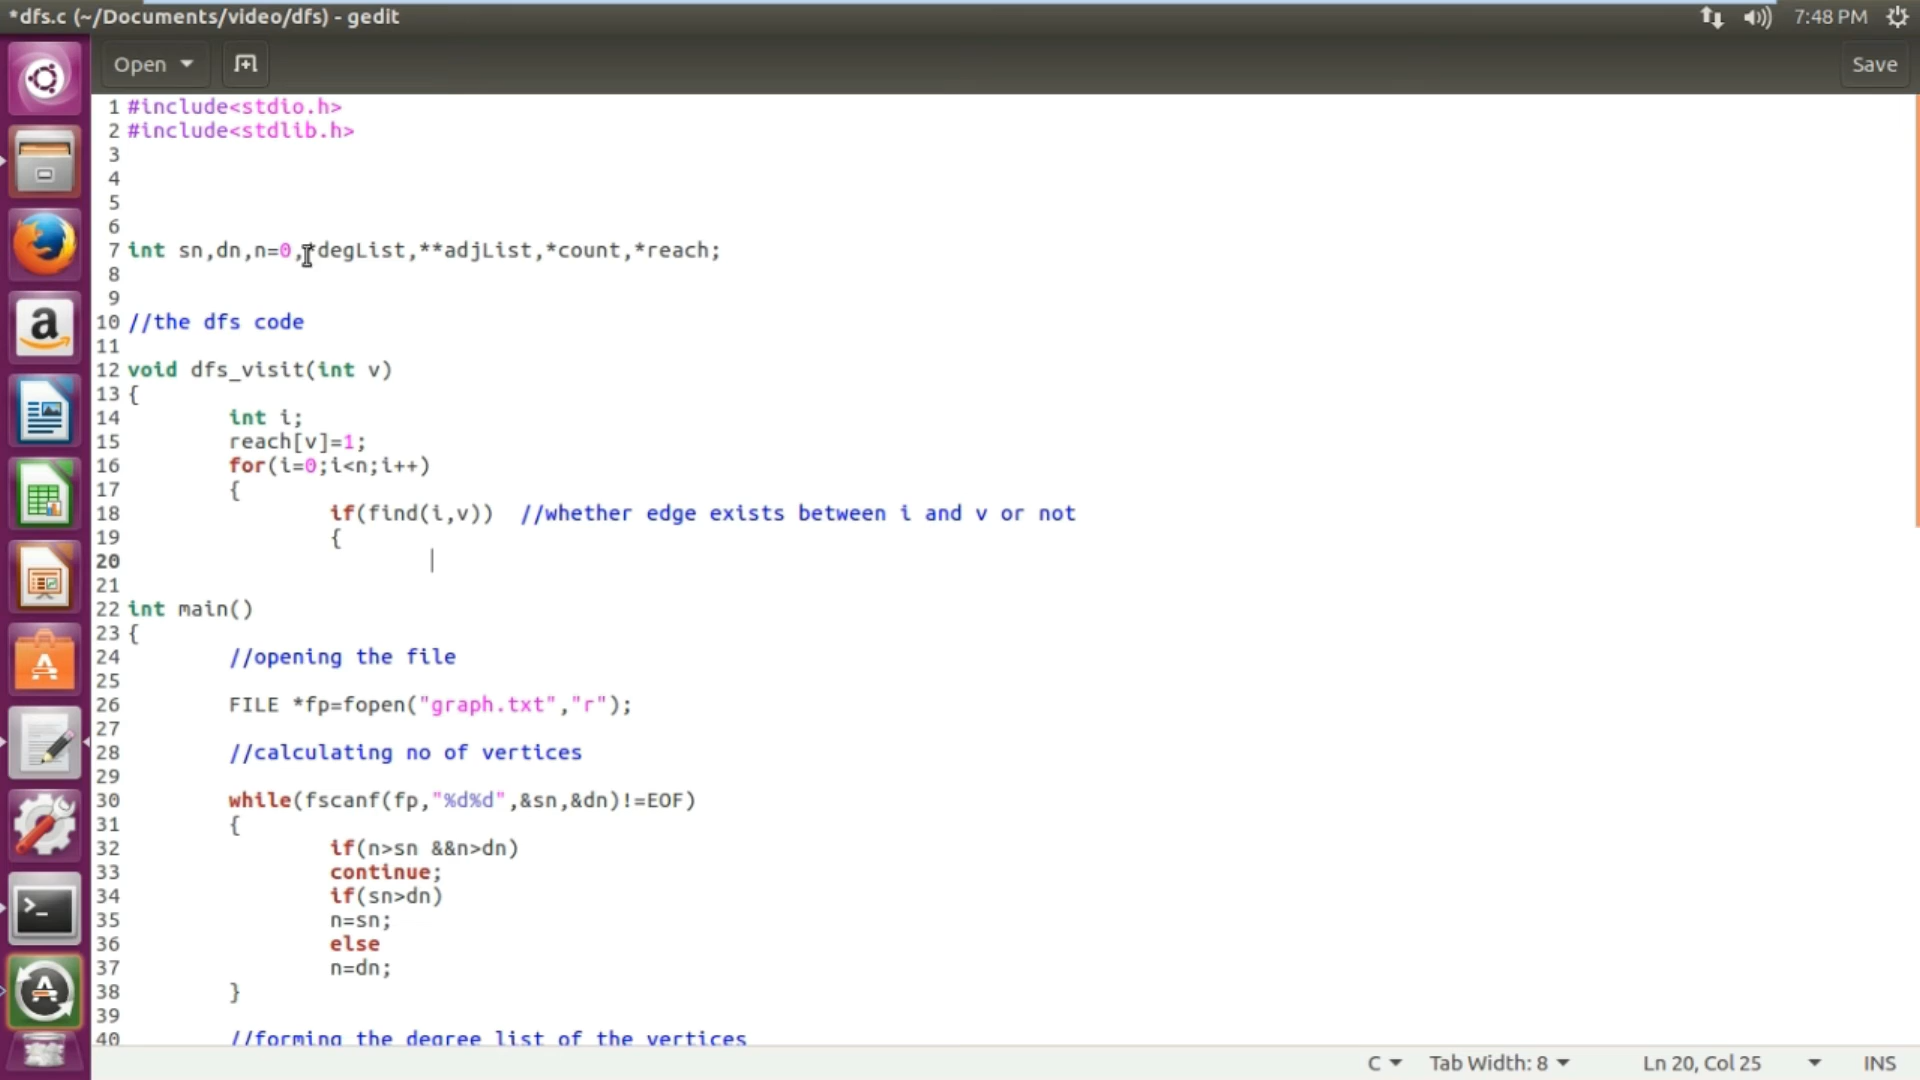 *dfs.c (~/Documents/video/dfs) - gedit
7:48 PM
Open
Save
1 #include<stdio.h>
2 #include<stdlib.h>
3
4
5
6
7 int sn,dn,n=0,*degList,**adjList,*count,*reach;
8
9
10 //the dfs code
11
12 void dfs_visit(int v)
13 {
14 int i;
15 reach[v]=1;
16 for(i=0;i<n;i++)
17 {
18 if(find(i,v)) //whether edge exists between i and v or not
19 {
20
21
22 int main()
23 {
24 //opening the file
25
26 FILE *fp=fopen("graph.txt","r");
27
28 //calculating no of vertices
29
30 while(fscanf(fp,"%d%d",&sn,&dn)!=EOF)
31 {
32 if(n>sn &&n>dn)
33 continue;
34 if(sn>dn)
35 n=sn;
36 else
37 n=dn;
38 }
39
40 //forming the degree list of the vertices
C
Tab Width: 8
Ln 20, Col 25
INS